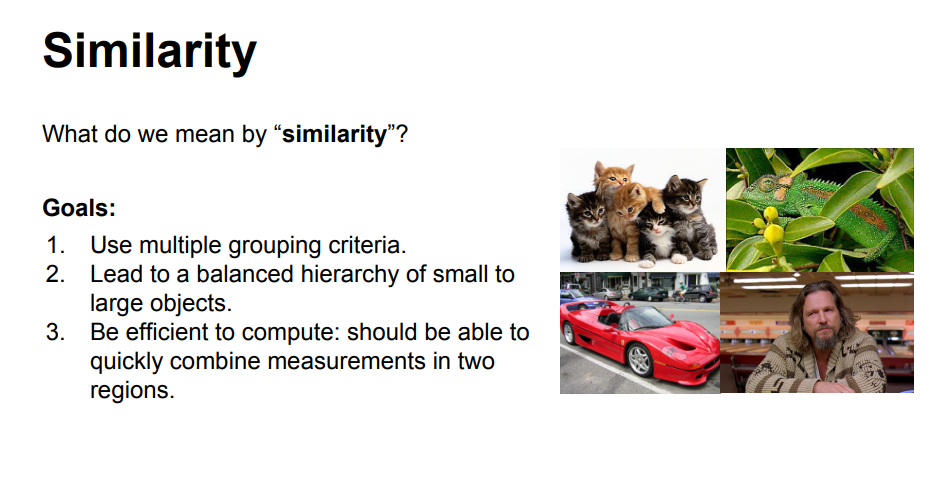 Similarity
What do we mean by “similarity”?
Goals:
1. Use multiple grouping criteria.
2. Lead to a balanced hierarchy of small to
large objects.
3. Be efficient to compute: should be able to
quickly combine measurements in two
regions.